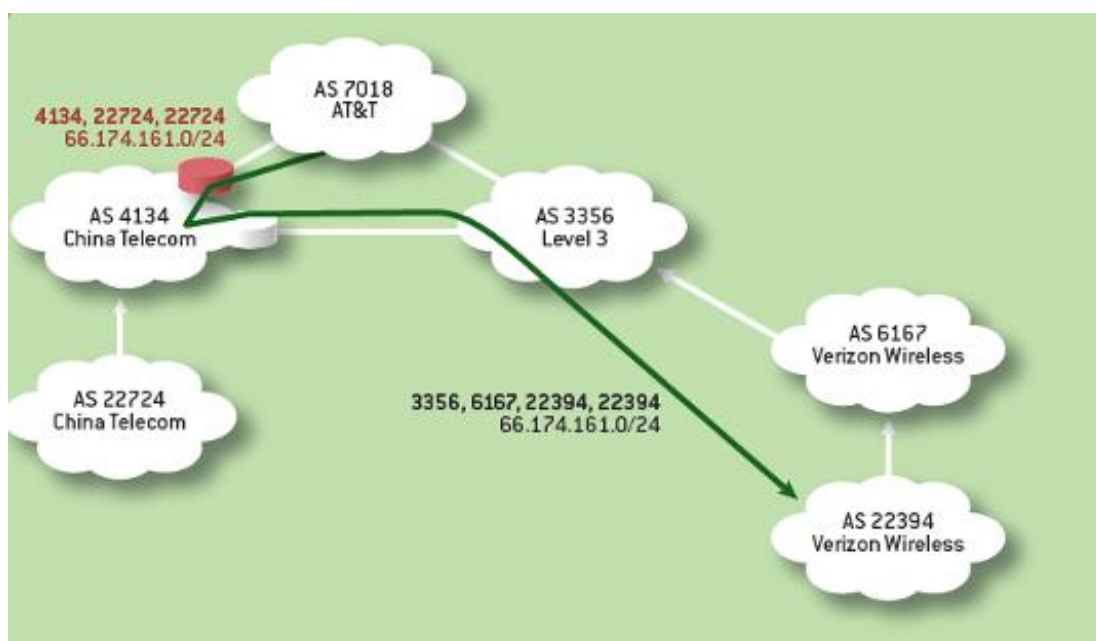 AS 7018
AT&T
4134, 22724, 22724
66.174.161.0/24
AS 4134
China Telecom
AS 3356
Level 3
AS 6167
Verizon Wireless
AS 22724
China Telecom
3356, 6167, 22394, 22394
66.174.161.0/24
AS 22394
Verizon Wireless